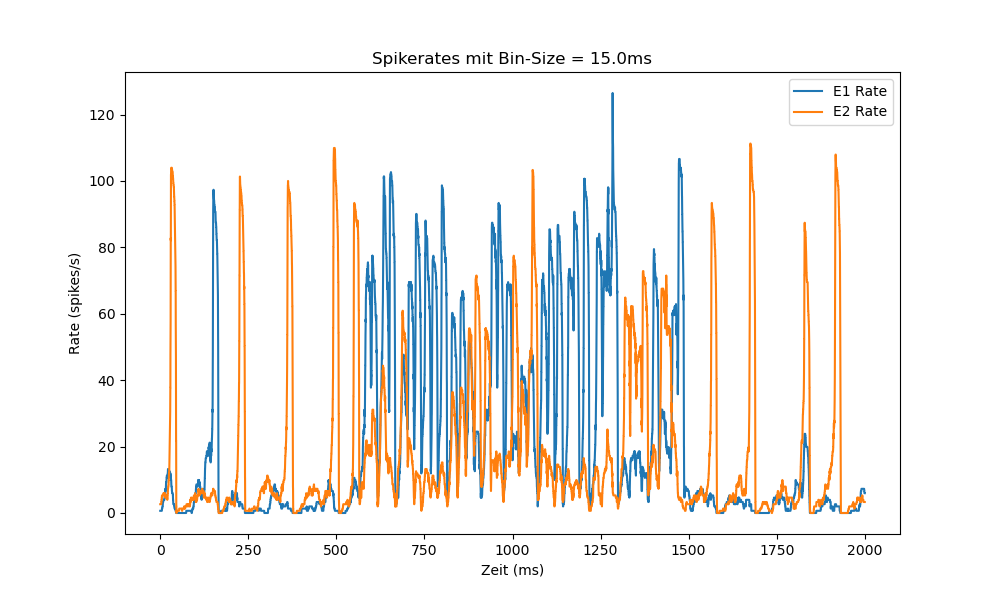 Spikerates mit Bin-Size = 15.0ms
E1 Rate
E2 Rate
120
100
80
60
40
20
0
Rate (spikes/s)
0 250 500 750 1000 1250 1500 1750 2000
Zeit (ms)